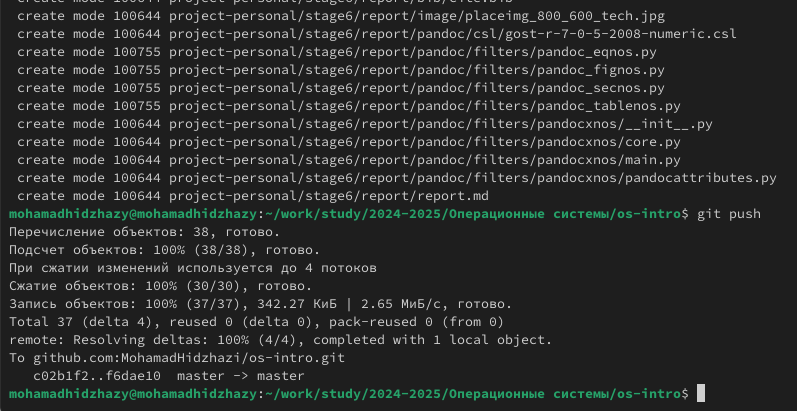 create mode 100644 project-personal/stage6/report/image/placeimg_800_600_tech.jpg
create mode 100644 project-personal/stage6/report/pandoc/csl/gost-r-7-0-5-2008-numeric.csl
create mode 100755 project-personal/stage6/report/pandoc/filters/pandoc_eqnos.py
create mode 100755 project-personal/stage6/report/pandoc/filters/pandoc_fignos.py
create mode 100755 project-personal/stage6/report/pandoc/filters/pandoc_secnos.py
create mode 100755 project-personal/stage6/report/pandoc/filters/pandoc_tablenos.py
create mode 100644 project-personal/stage6/report/pandoc/filters/pandocxnos/__init__.py
create mode 100644 project-personal/stage6/report/pandoc/filters/pandocxnos/core.py
create mode 100644 project-personal/stage6/report/pandoc/filters/pandocxnos/main.py
create mode 100644 project-personal/stage6/report/pandoc/filters/pandocxnos/pandocattributes.py
create mode 100644 project-personal/stage6/report/report.md
mohamadhidzhazy@mohamadhidzhazy:~/work/study/2024-2025/Операционные системы/os-intro$ git push
Перечисление объектов: 38, готово.
Подсчет объектов: 100% (38/38), готово.
При сжатии изменений используется до 4 потоков
Сжатие объектов: 100% (30/30), готово.
Запись объектов: 100% (37/37), 342.27 КиБ | 2.65 МиБ/с, готово.
Total 37 (delta 4), reused 0 (delta 0), pack-reused 0 (from 0)
remote: Resolving deltas: 100% (4/4), completed with 1 local object.
To github.com:MohamadHidzhazi/os-intro.git
c02b1f2..f6dae10  master -> master
mohamadhidzhazy@mohamadhidzhazy:~/work/study/2024-2025/Операционные системы/os-intro$